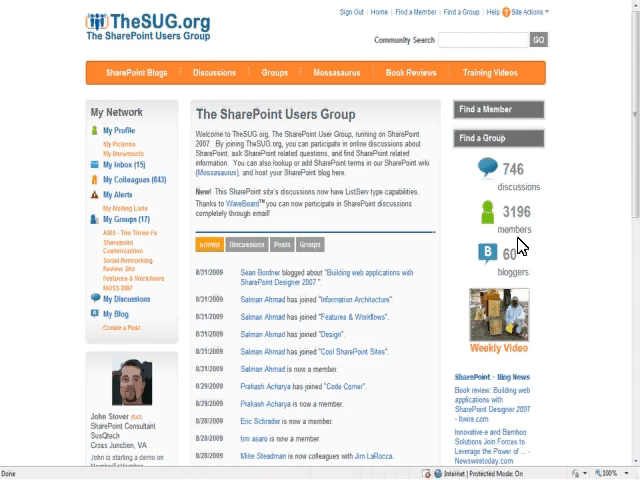 TheSUG.org
The SharePoint Users Group
Sign Out | Home | Find a Member | Find a Group | Help Site Actions
Community Search GO
SharePoint Blogs Discussions Groups Mossasaurus Book Reviews Training Videos
My Network
My Profile
My Pictures
My Documents
My Inbox (15)
My Colleagues (643)
My Alerts
My Mailing Lists
My Groups (17)
AMS - The Terme Fo
Sharepoint
Customization
Social Networking
Review Site
Features & Workflows
MOSS 2007
My Discussions
My Blog
Create a Post
John Stover
SharePoint Consultant
SusQtech
Cross Junction, VA
John is starting a demo on
The SharePoint Users Group
Welcome to TheSUG.org, The SharePoint User Group, running on SharePoint
2007. By joining TheSUG.org, you can participate in online discussions about
SharePoint, ask SharePoint related questions, and find SharePoint related
information. You can also lookup or add SharePoint terms in our SharePoint wiki
(Mossasaurus); and host your SharePoint blog here.
New! This SharePoint site's discussions now have ListServ type capabilities.
Thanks to WaveBoard™ you can now participate in SharePoint discussions
completely through email!
Discussions Posts Groups
8/31/2009 Sean Bordner blogged about "Building web applications with
SharePoint Designer 2007 ".
8/31/2009 Salman Ahmad has joined "Information Architecture".
8/31/2009 Salman Ahmad has joined "Features & Workflows".
8/31/2009 Salman Ahmad has joined "Design".
8/31/2009 Salman Ahmad has joined "Cool SharePoint Sites".
8/31/2009 Salman Ahmad is now a member.
8/29/2009 Prakash Acharya has joined "Code Corner".
8/29/2009 Prakash Acharya is now a member.
8/28/2009 Eric Schrader is now a member.
8/28/2009 tim asaro is now a member.
8/28/2009 Mike Steadman is now colleagues with Jim LaRocca.
Find a Member
Find a Group
746
discussions
3196
members
60
bloggers
Weekly Video
SharePoint - Blog News
Book review: Building web
applications with
SharePoint Designer 2007
- Itwire.com
Innovative-e and Bamboo
Solutions Join Forces to
Leverage the Power of ... -
Newswiretoday.com
Done Internet | Protected Mode: On 100%